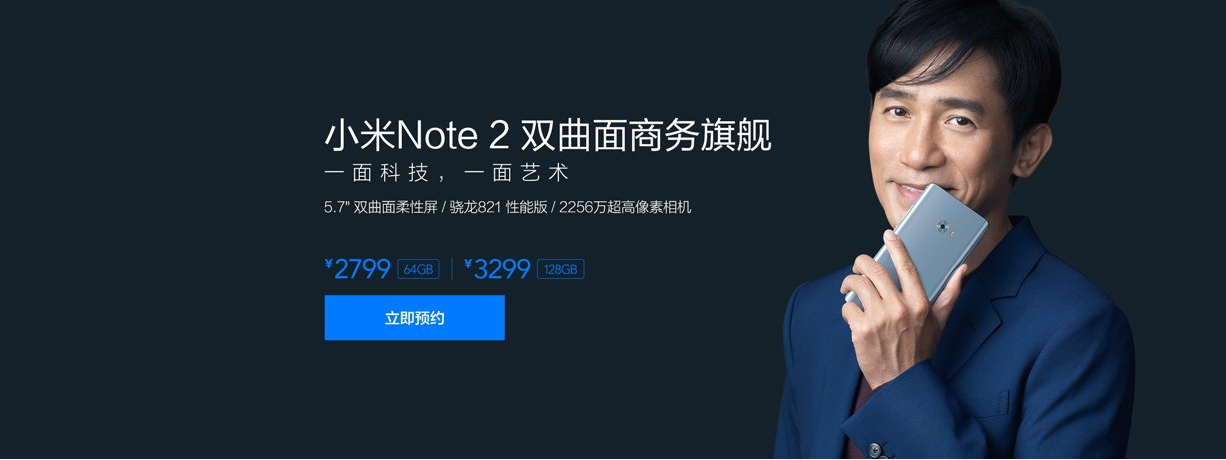 小米Note 2 双曲面商务旗舰
一面科技，一面艺术
5.7" 双曲面柔性屏 / 骁龙821 性能版 / 2256万超高像素相机
¥2799 64GB | ¥3299 128GB
立即预约